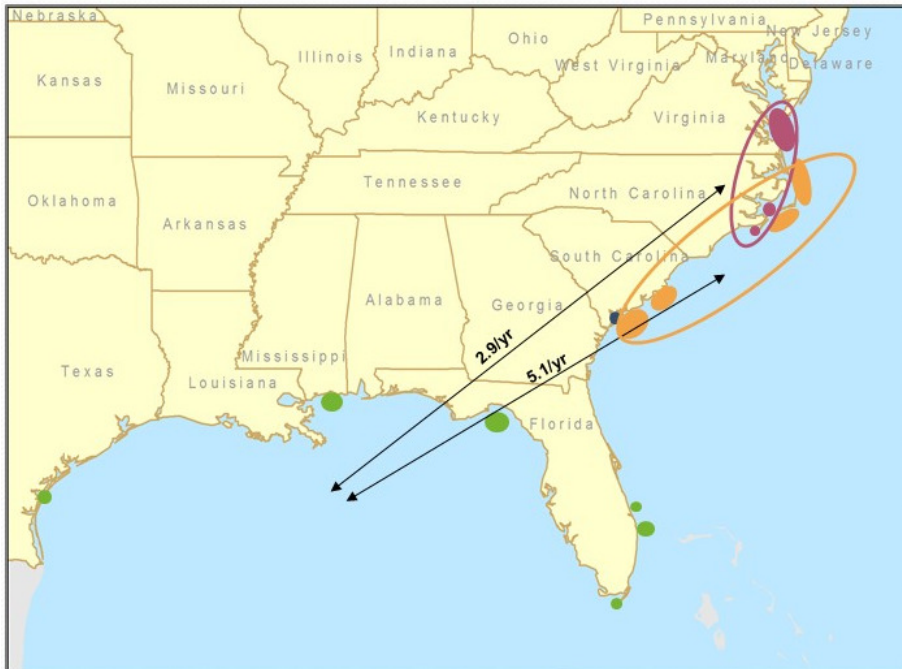 Nebraska
Pennsylvania
New Jersey
Ohio
Illinois
Indiana
Maryland
Delaware
West Virginia
Kansas
Missouri
Kentucky
Virginia
Tennessee
North Carolina
Oklahoma
Arkansas
South Carolina
Alabama
Georgia
Mississippi
2.9/yr
Texas
Louisiana
5.1/yr
Florida